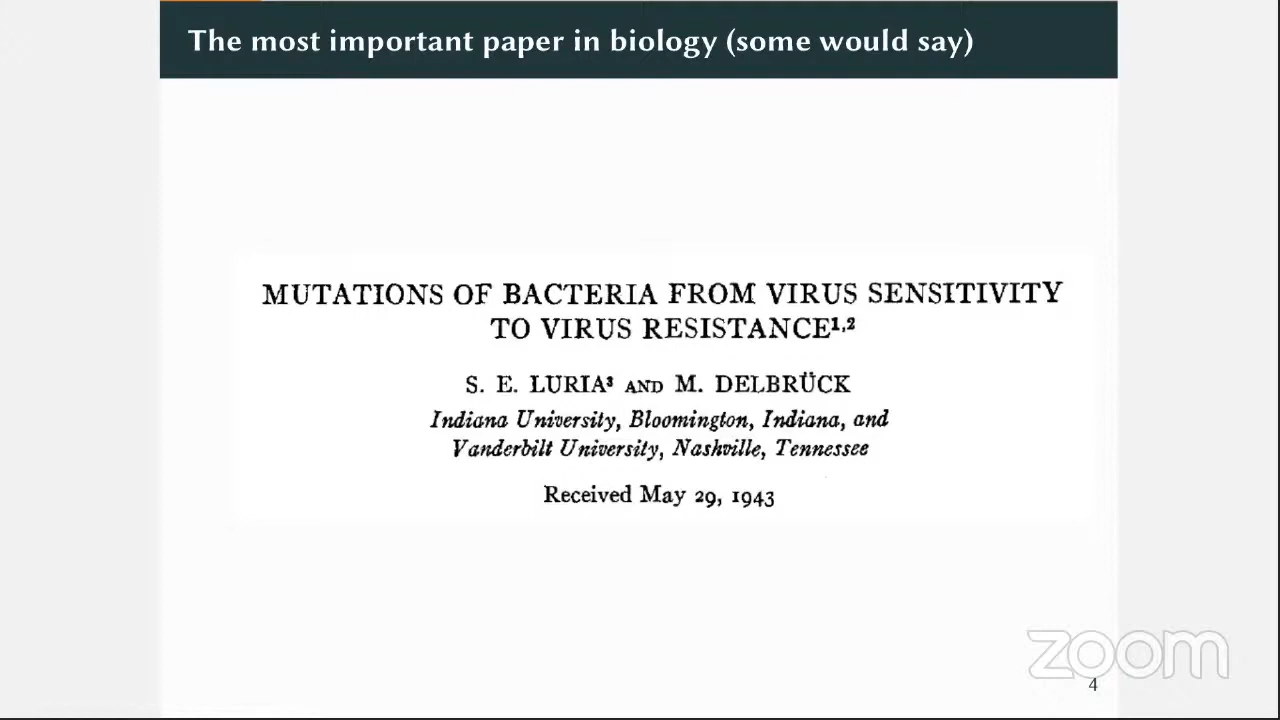 The most important paper in biology (some would say)
MUTATIONS OF BACTERIA FROM VIRUS SENSITIVITY
TO VIRUS RESISTANCE¹,²
S. E. LURIA³ AND M. DELBRÜCK
Indiana University, Bloomington, Indiana, and
Vanderbilt University, Nashville, Tennessee
Received May 29, 1943
zoom
4